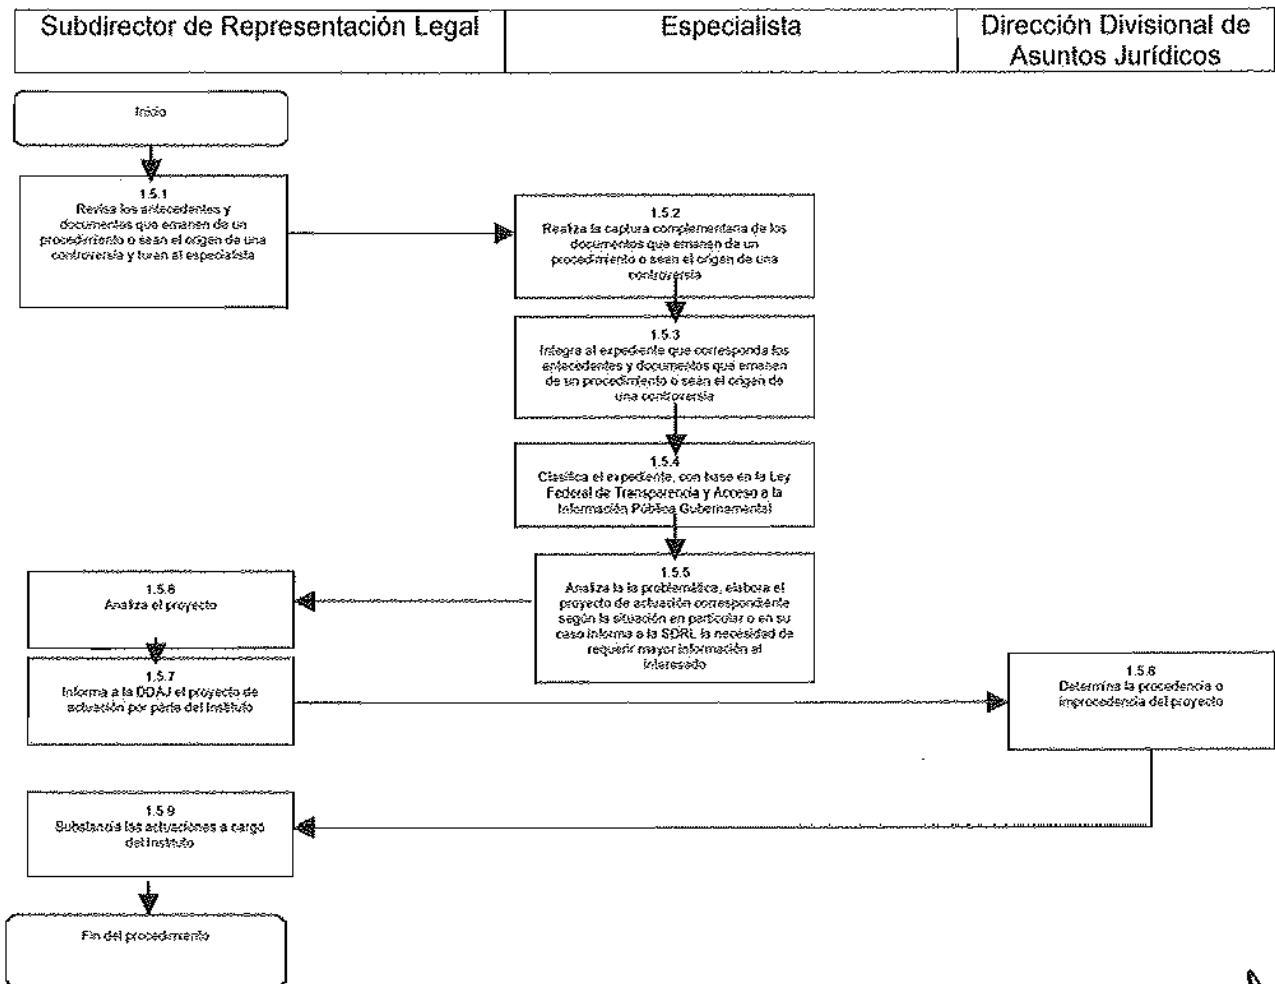 Subdirector de Representación Legal
Especialista
Dirección Divisional de
Asuntos Jurídicos
Inicio
1.5.1
Revisa los antecedentes y
documentos que emanen de un
procedimiento o sean el origen de una
controversia y turan al especialista
1.5.2
Realiza la captura complementaria de los
documentos que emanen de un
procedimiento o sean el origen de una
controversia
1.5.3
Integra al expediente que corresponda los
antecedentes y documentos que emanen
de un procedimiento o sean el origen de
una controversia
1.5.4
Clasifica el expediente, con base en la Ley
Federal de Transparencia y Acceso a la
Información Pública Gubernamental
1.5.5
Analiza la la problemática, elabora el
proyecto de actuación correspondiente
según la situación en particular o en su
caso informa a la SDRL la necesidad de
requerir mayor información al
interesado
1.5.6
Analiza el proyecto
1.5.7
Informa a la DDAJ el proyecto de
actuación por parte del Instituto
1.5.8
Determina la procedencia o
improcedencia del proyecto
1.5.9
Substancia las actuaciones a cargo
del Instituto
Fin del procedimiento